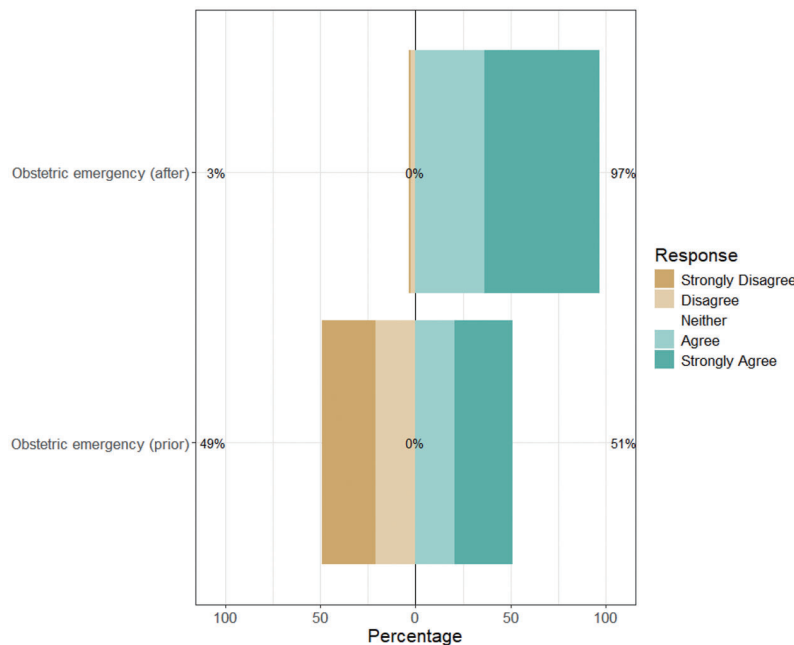 Obstetric emergency (after)
3%
0%
97%
Obstetric emergency (prior)
49%
0%
51%
100
50
0
50
100
Percentage
Response
Strongly Disagree
Disagree
Neither
Agree
Strongly Agree